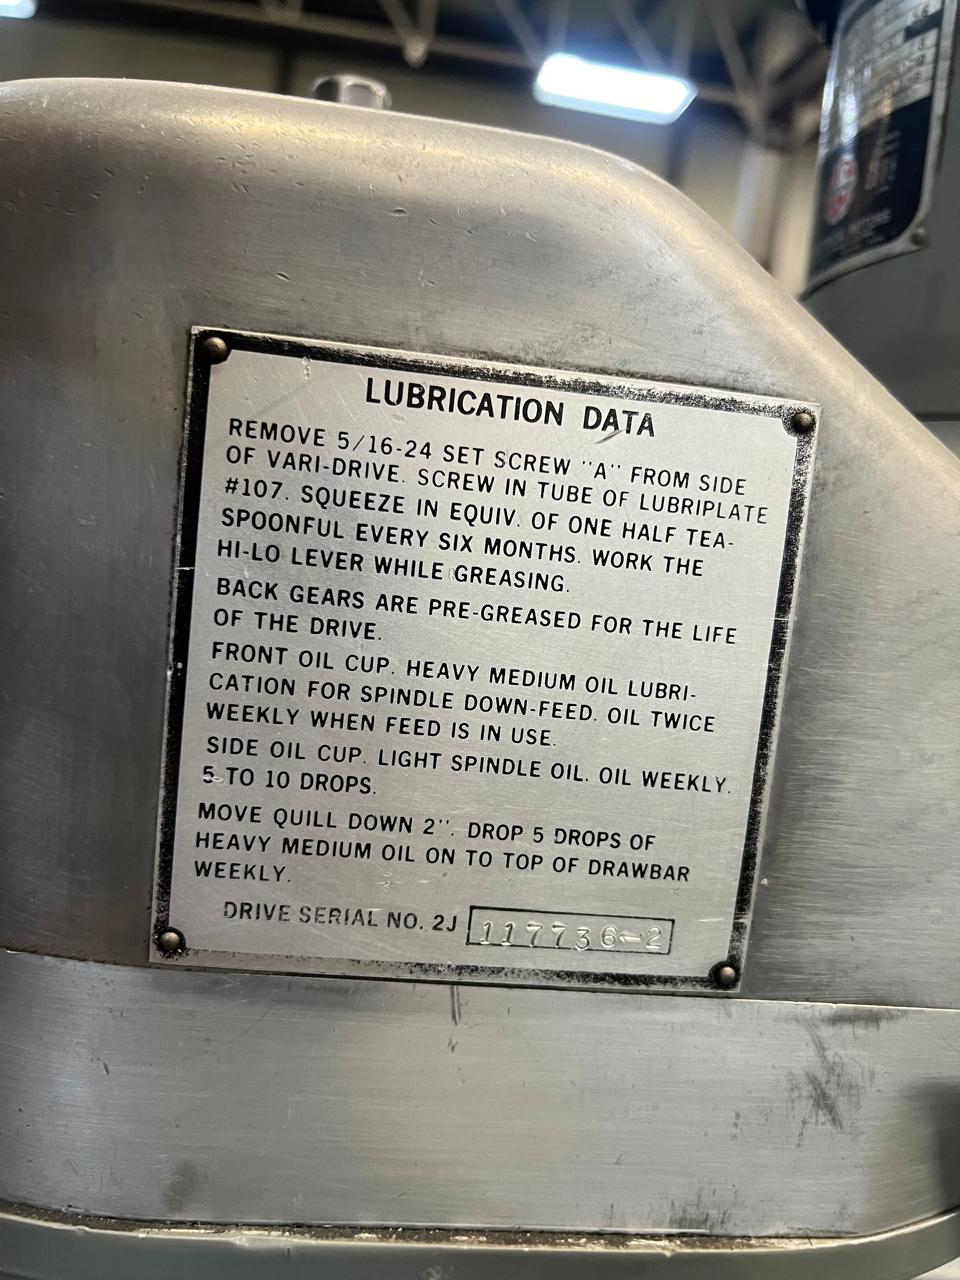 LUBRICATION DATA
REMOVE 5/16-24 SET SCREW "A" FROM SIDE
OF VARI-DRIVE. SCREW IN TUBE OF LUBRIPLATE
#107. SQUEEZE IN EQUIV. OF ONE HALF TEA-
SPOONFUL EVERY SIX MONTHS. WORK THE
HI-LO LEVER WHILE GREASING.
BACK GEARS ARE PRE-GREASED FOR THE LIFE
OF THE DRIVE.
FRONT OIL CUP. HEAVY MEDIUM OIL LUBRI-
CATION FOR SPINDLE DOWN-FEED. OIL TWICE
WEEKLY WHEN FEED IS IN USE.
SIDE OIL CUP. LIGHT SPINDLE OIL. OIL WEEKLY.
5 TO 10 DROPS.
MOVE QUILL DOWN 2". DROP 5 DROPS OF
HEAVY MEDIUM OIL ON TO TOP OF DRAWBAR
WEEKLY.
DRIVE SERIAL NO. 2J 117736-2